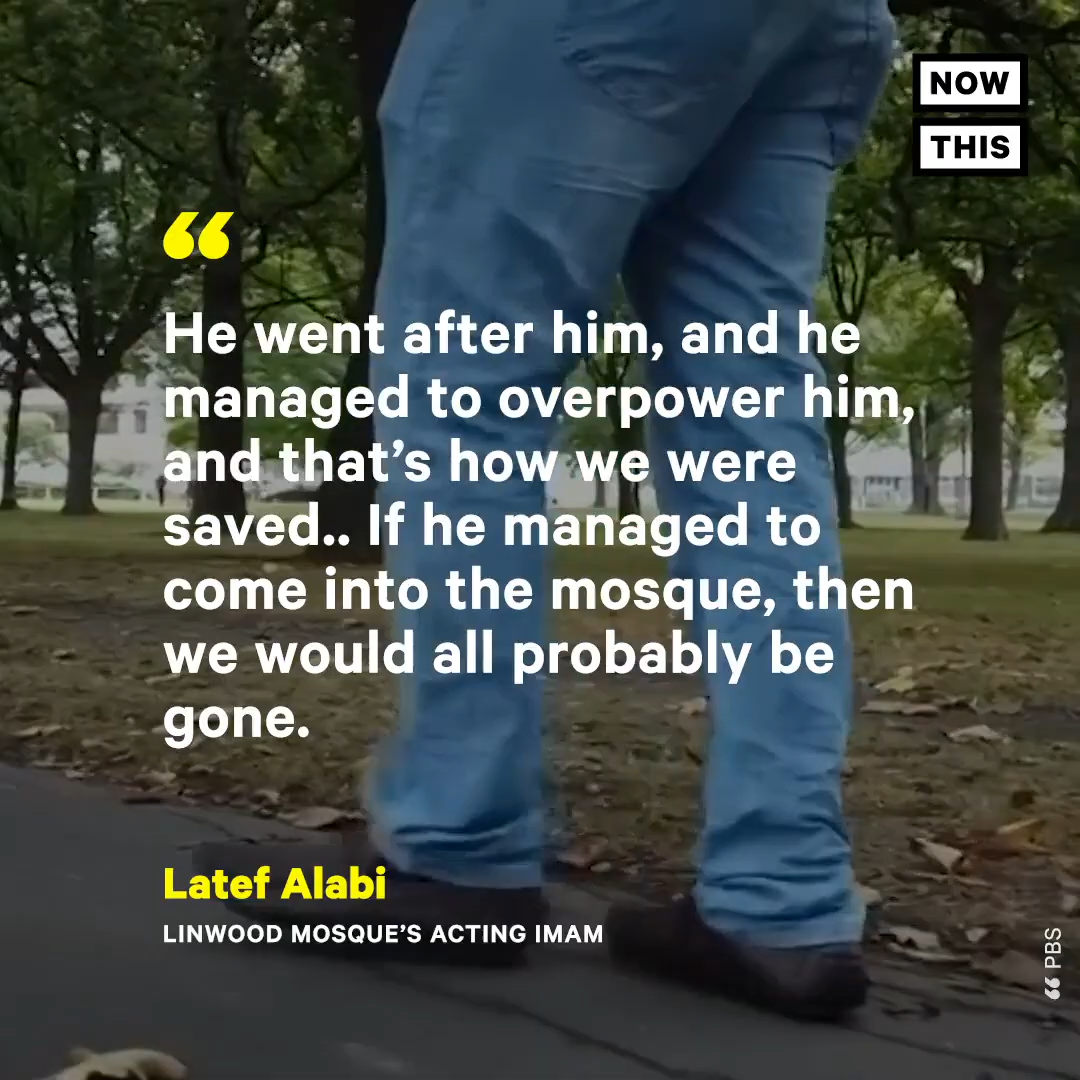 NOW
THIS
“
He went after him, and he
managed to overpower him,
and that’s how we were
saved.. If he managed to
come into the mosque, then
we would all probably be
gone.
Latef Alabi
LINWOOD MOSQUE’S ACTING IMAM
“ PBS